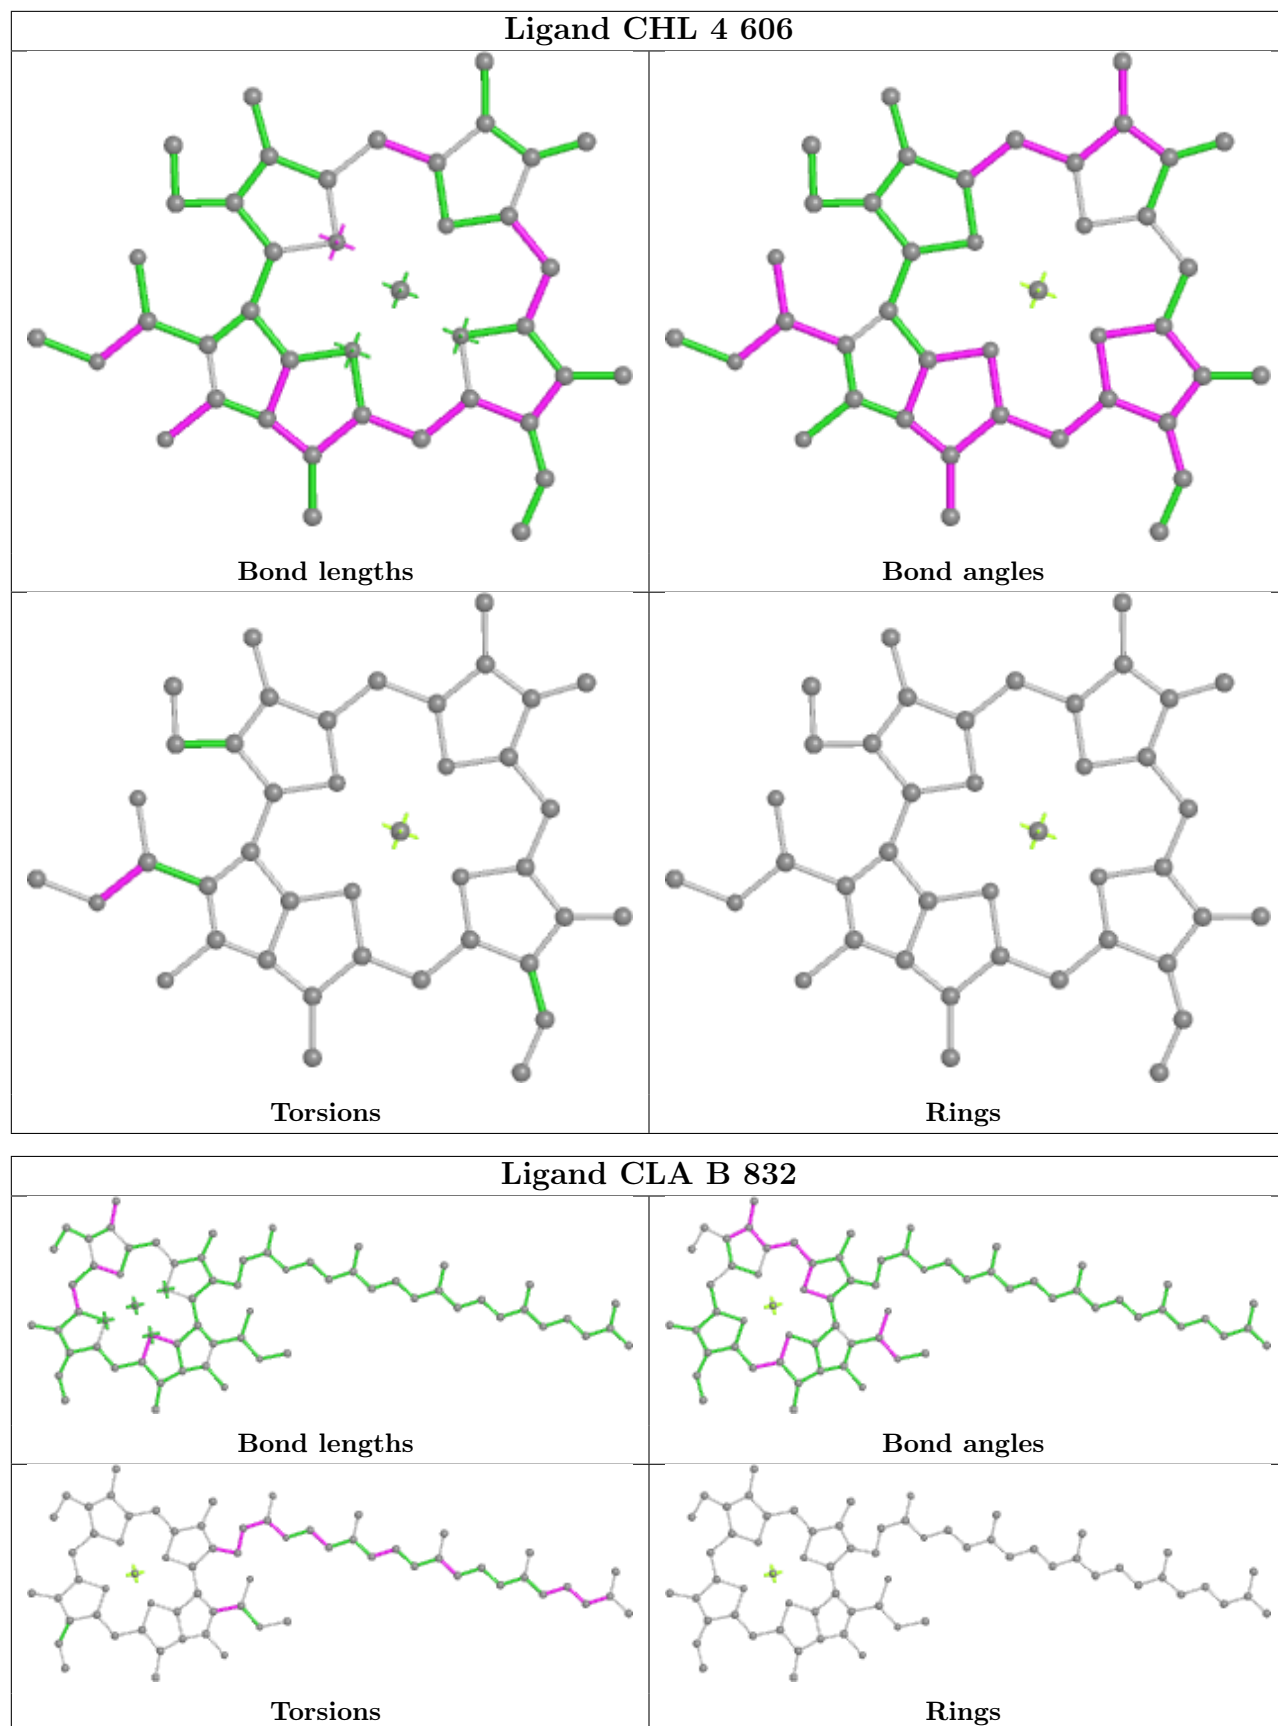 Ligand CHL 4 606
Bond lengths
Bond angles
Torsions
Rings
Ligand CLA B 832
Bond lengths
Bond angles
Torsions
Rings